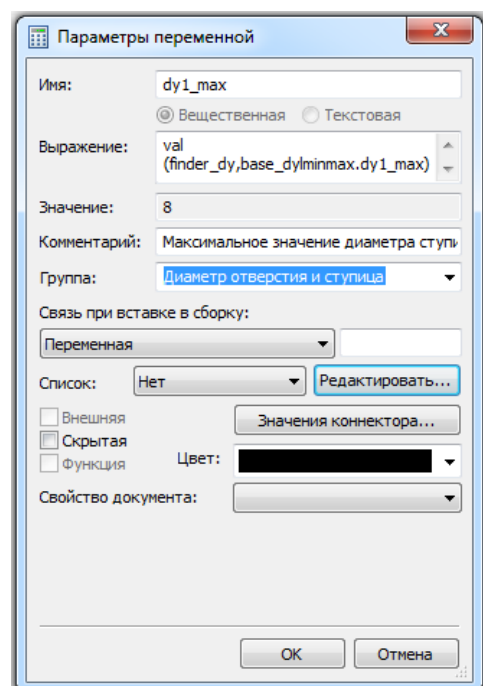 Параметры переменной
Имя: dy1_max
Вещественная Текстовая
Выражение: val
(finder_dy,base_dylminmax.dy1_max)
Значение: 8
Комментарий: Максимальное значение диаметра ступи
Группа: Диаметр отверстия и ступица
Связь при вставке в сборку:
Переменная
Список: Нет Редактировать...
Внешняя Значения коннектора...
Скрытая
Функция Цвет:
Свойство документа:
OK Отмена